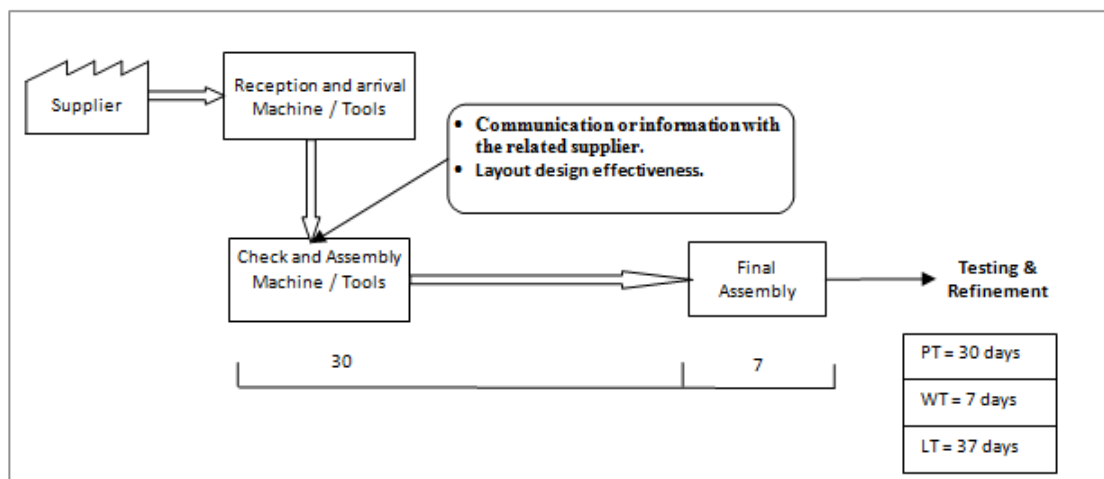 Supplier
Reception and arrival
Machine / Tools
• Communication or information with
the related supplier.
• Layout design effectiveness.
Check and Assembly
Machine / Tools
Final
Assembly
Testing &
Refinement
30
7
PT = 30 days
WT = 7 days
LT = 37 days